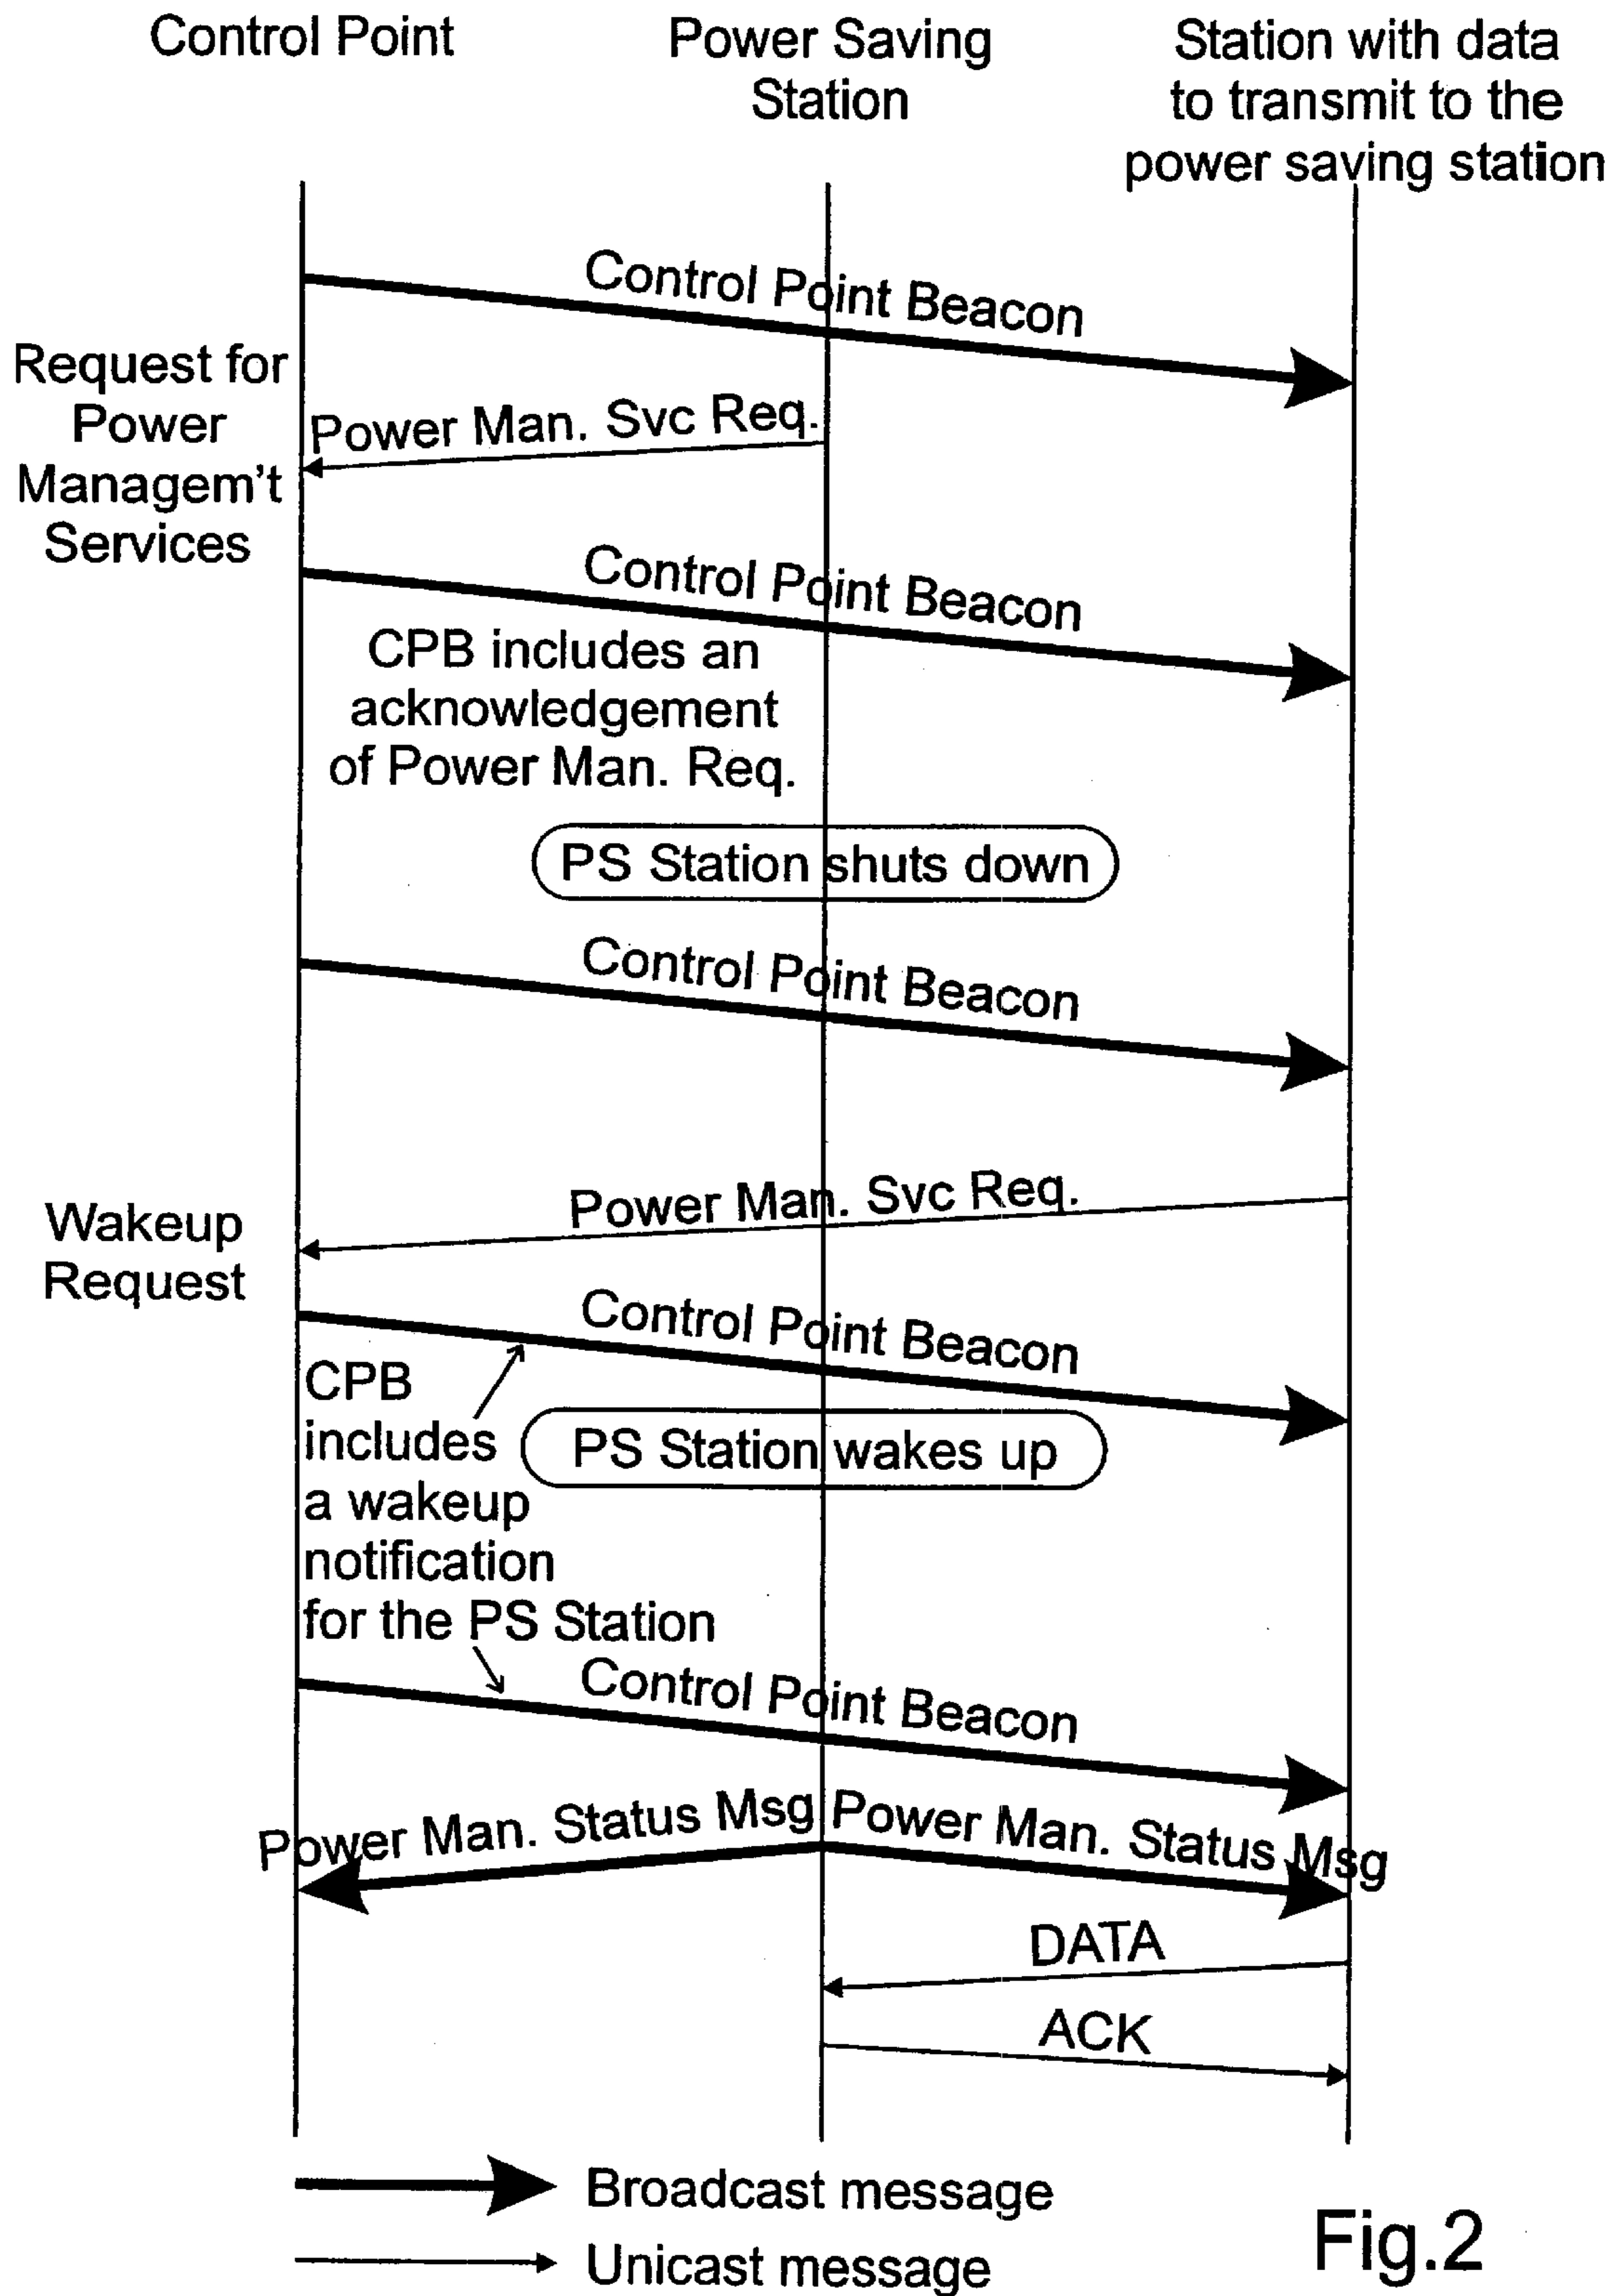 Control Point
Power Saving
Station
Station with data
to transmit to the
power saving station
Control Point Beacon
Request for
Power
Managem't
Services
Power Man. Svc Req.
Control Point Beacon
CPB includes an
acknowledgement
of Power Man. Req.
PS Station shuts down
Control Point Beacon
Wakeup
Request
Power Man. Svc Req.
Control Point Beacon
CPB
includes
a wakeup
notification
for the PS Station
PS Station wakes up
Control Point Beacon
Power Man. Status Msg
Power Man. Status Msg
DATA
ACK
Broadcast message
Unicast message
Fig.2